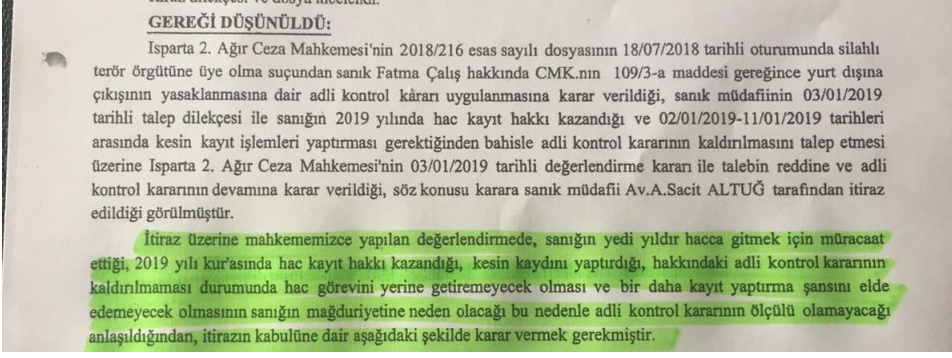 GEREĞİ DÜŞÜNÜLDÜ:
Isparta 2. Ağır Ceza Mahkemesi'nin 2018/216 esas sayılı dosyasının 18/07/2018 tarihli oturumunda silahlı
terör örgütüne üye olma suçundan sanık Fatma Çalış hakkında CMK.nın 109/3-a maddesi gereğince yurt dışına
çıkışının yasaklanmasına dair adli kontrol kararı uygulanmasına karar verildiği, sanık müdafiinin 03/01/2019
tarihli talep dilekçesi ile sanığın 2019 yılında hac kayıt hakkı kazandığı ve 02/01/2019-11/01/2019 tarihleri
arasında kesin kayıt işlemleri yaptırması gerektiğinden bahisle adli kontrol kararının kaldırılmasını talep etmesi
üzerine Isparta 2. Ağır Ceza Mahkemesi'nin 03/01/2019 tarihli değerlendirme kararı ile talebin reddine ve adli
kontrol kararının devamına karar verildiği, söz konusu karara sanık müdafii Av.A.Sacit ALTUĞ tarafından itiraz
edildiği görülmüştür.
İtiraz üzerine mahkememizce yapılan değerlendirmede, sanığın yedi yıldır hacca gitmek için müracaat
ettiği, 2019 yılı kur'asında hac kayıt hakkı kazandığı, kesin kaydını yaptırdığı, hakkındaki adli kontrol kararının
kaldırılmaması durumunda hac görevini yerine getiremeyecek olması ve bir daha kayıt yaptırma şansını elde
edemeyecek olmasının sanığın mağduriyetine neden olacağı bu nedenle adli kontrol kararının ölçülü olamayacağı
anlaşıldığından, itirazın kabulüne dair aşağıdaki şekilde karar vermek gerekmiştir.